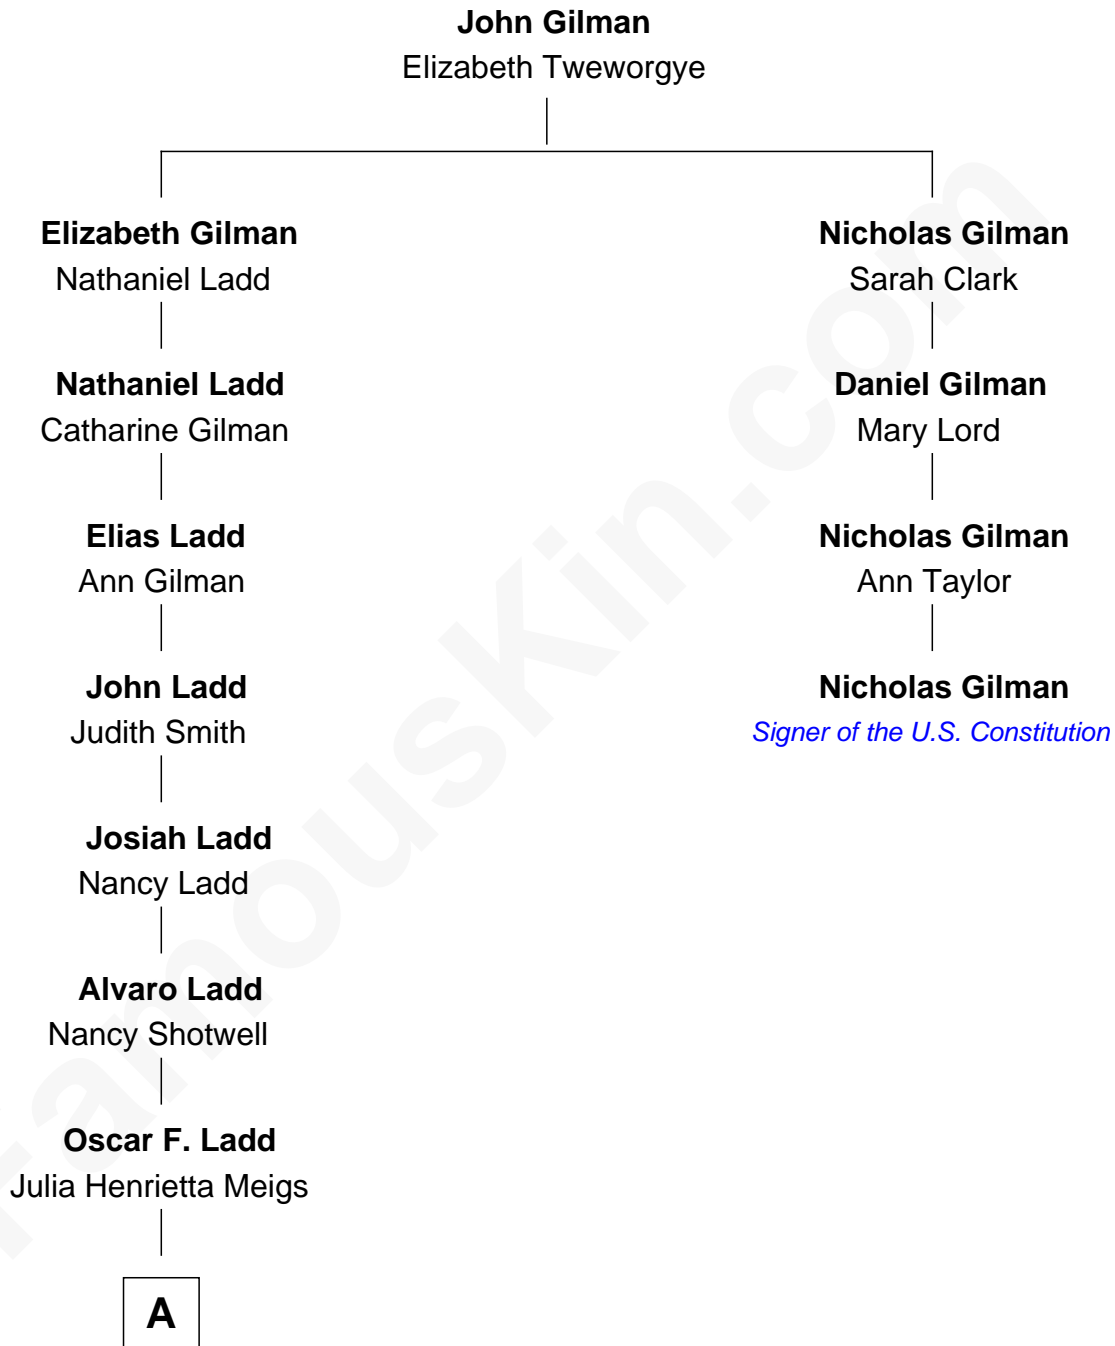 John Gilman
Elizabeth Tweworgye
Elizabeth Gilman
Nathaniel Ladd
Nathaniel Ladd
Catharine Gilman
Elias Ladd
Ann Gilman
John Ladd
Judith Smith
Josiah Ladd
Nancy Ladd
Alvaro Ladd
Nancy Shotwell
Oscar F. Ladd
Julia Henrietta Meigs
A
Nicholas Gilman
Sarah Clark
Daniel Gilman
Mary Lord
Nicholas Gilman
Ann Taylor
Nicholas Gilman
Signer of the U.S. Constitution
FamousKin.com